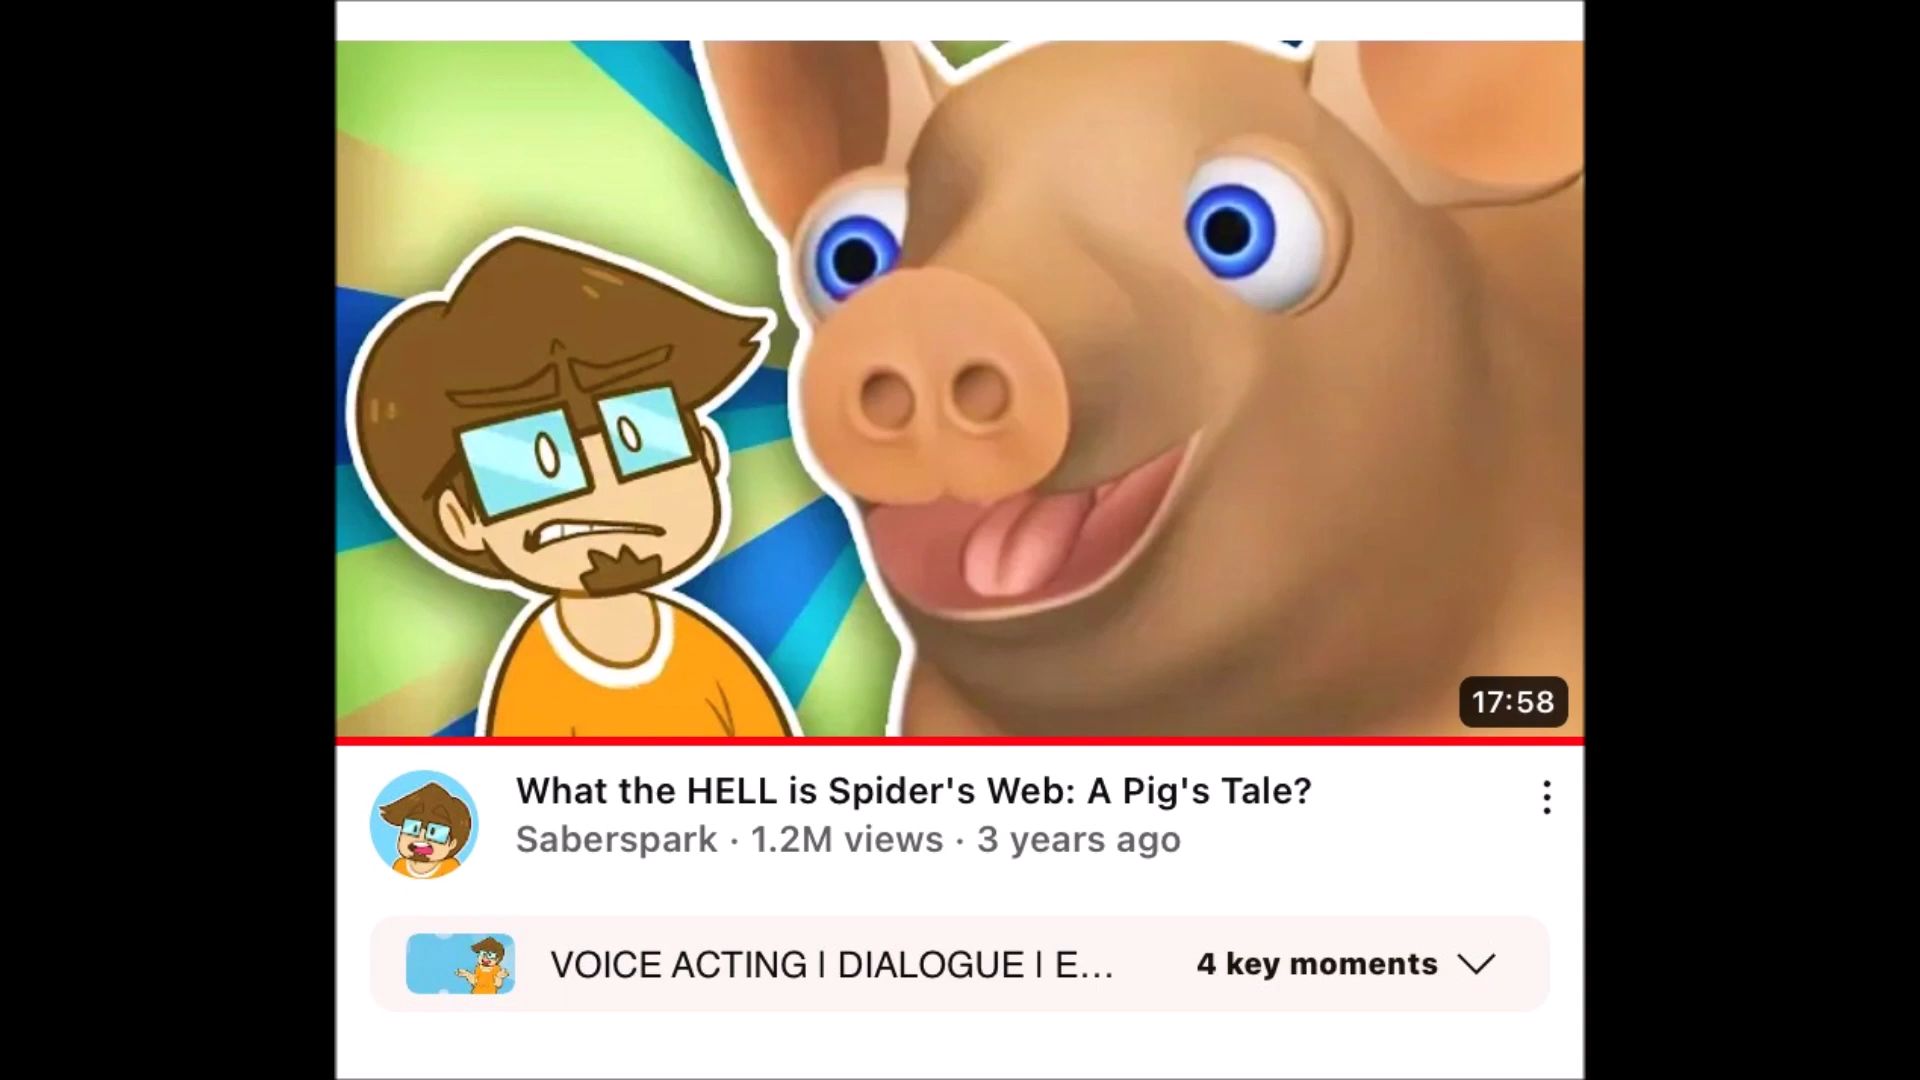 17:58
What the HELL is Spider's Web: A Pig's Tale?
Saberspark · 1.2M views · 3 years ago
VOICE ACTING | DIALOGUE | E... 4 key moments